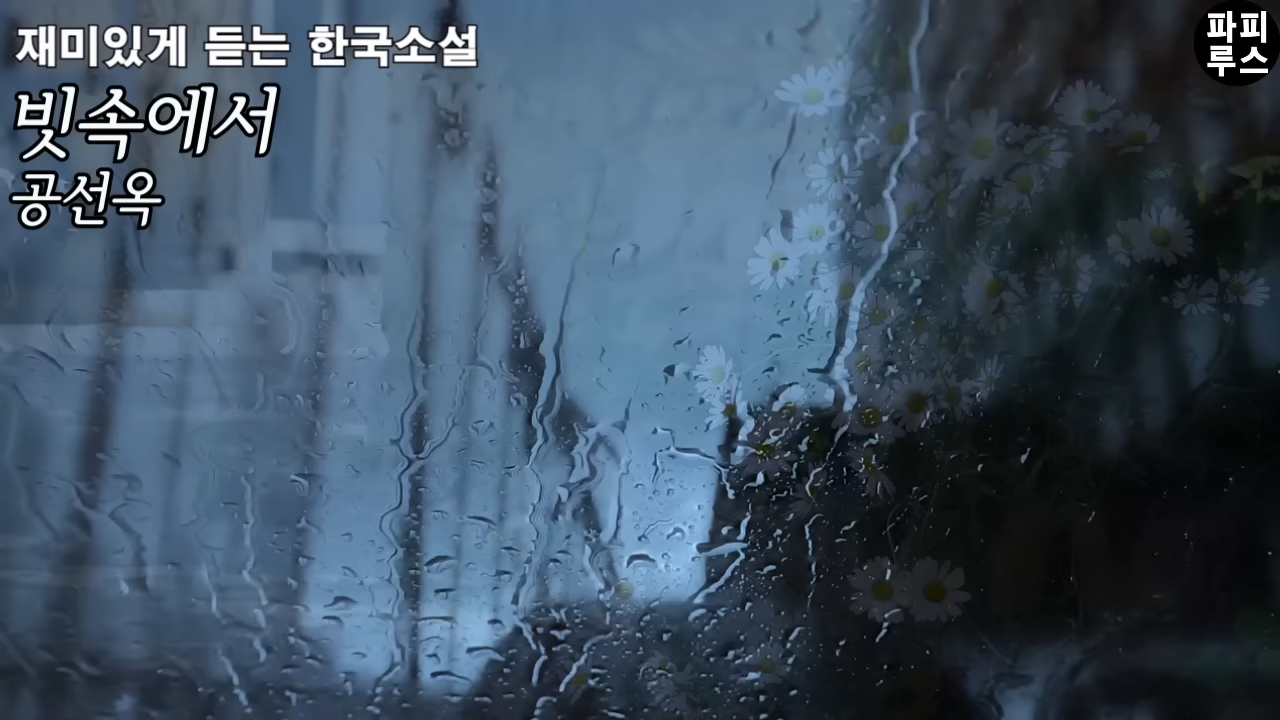 재미있게 듣는 한국소설
빗속에서
공선옥
파피
루스